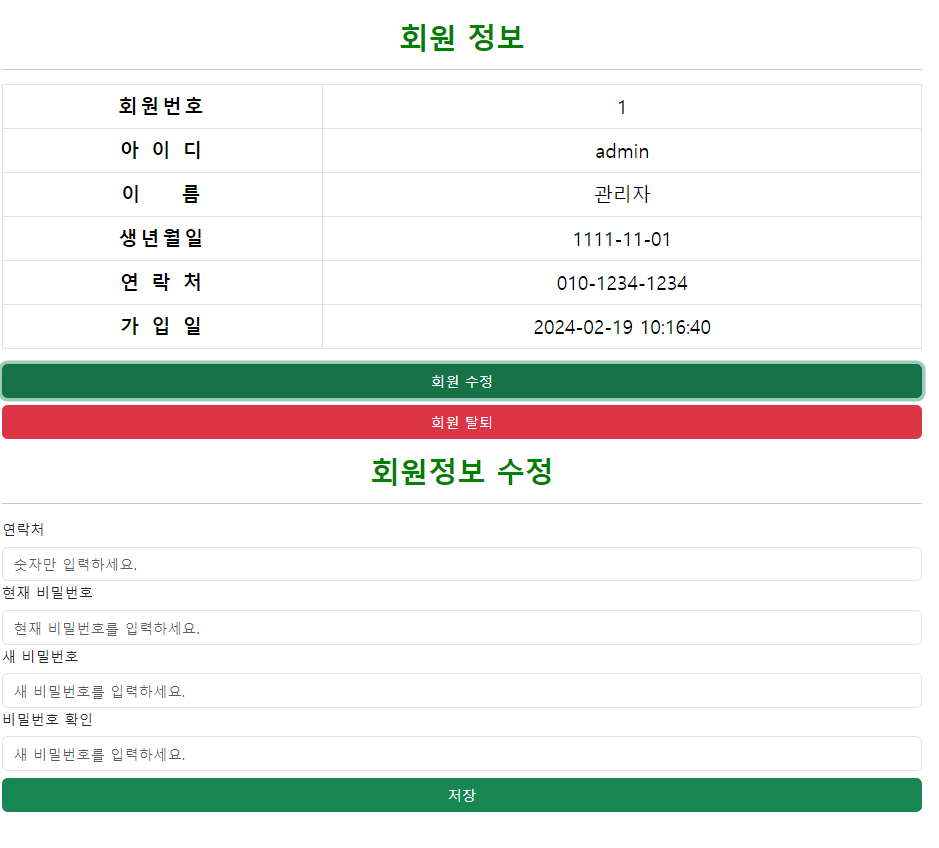 회원 정보
회원번호 1
아 이 디 admin
이 름 관리자
생년월일 1111-11-01
연 락 처 010-1234-1234
가 입 일 2024-02-19 10:16:40
회원 수정
회원 탈퇴
회원정보 수정
연락처
숫자만 입력하세요.
현재 비밀번호
현재 비밀번호를 입력하세요.
새 비밀번호
새 비밀번호를 입력하세요.
비밀번호 확인
새 비밀번호를 입력하세요.
저장